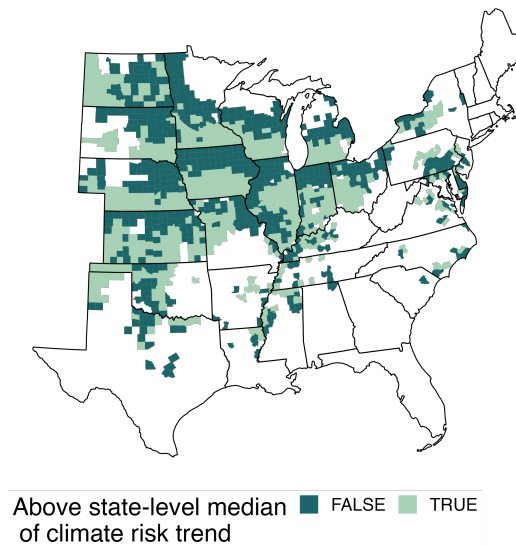 Above state-level median
of climate risk trend
FALSE
TRUE